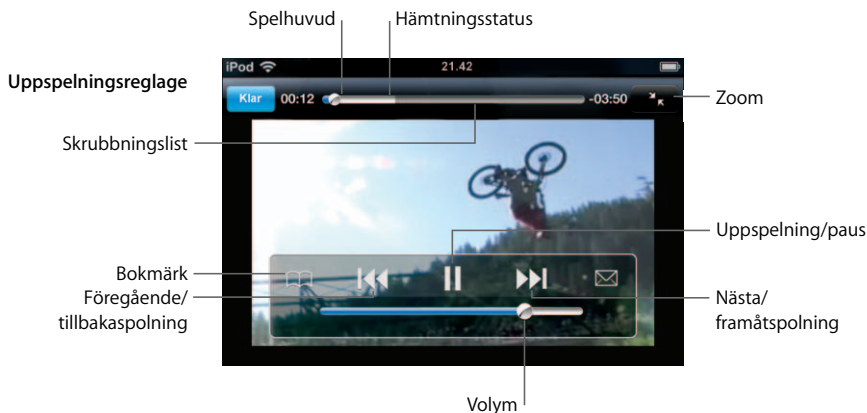 Spelhuvud
Hämtningsstatus
iPod
21.42
Uppspelningsreglage
Klar
00:12
-03:50
Zoom
Skrubbningslist
Uppspelning/paus
Bokmärk
Föregående/
tillbakaspolning
Nästa/
framåtspolning
Volym